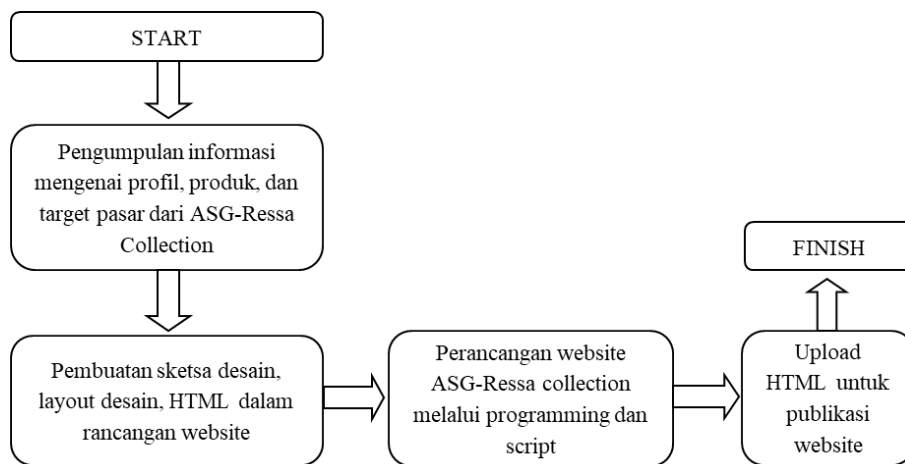 START
Pengumpulan informasi
mengenai profil, produk, dan
target pasar dari ASG-Ressa
Collection
Pembuatan sketsa desain,
layout desain, HTML dalam
rancangan website
Perancangan website
ASG-Ressa collection
melalui programming dan
script
Upload
HTML untuk
publikasi
website
FINISH